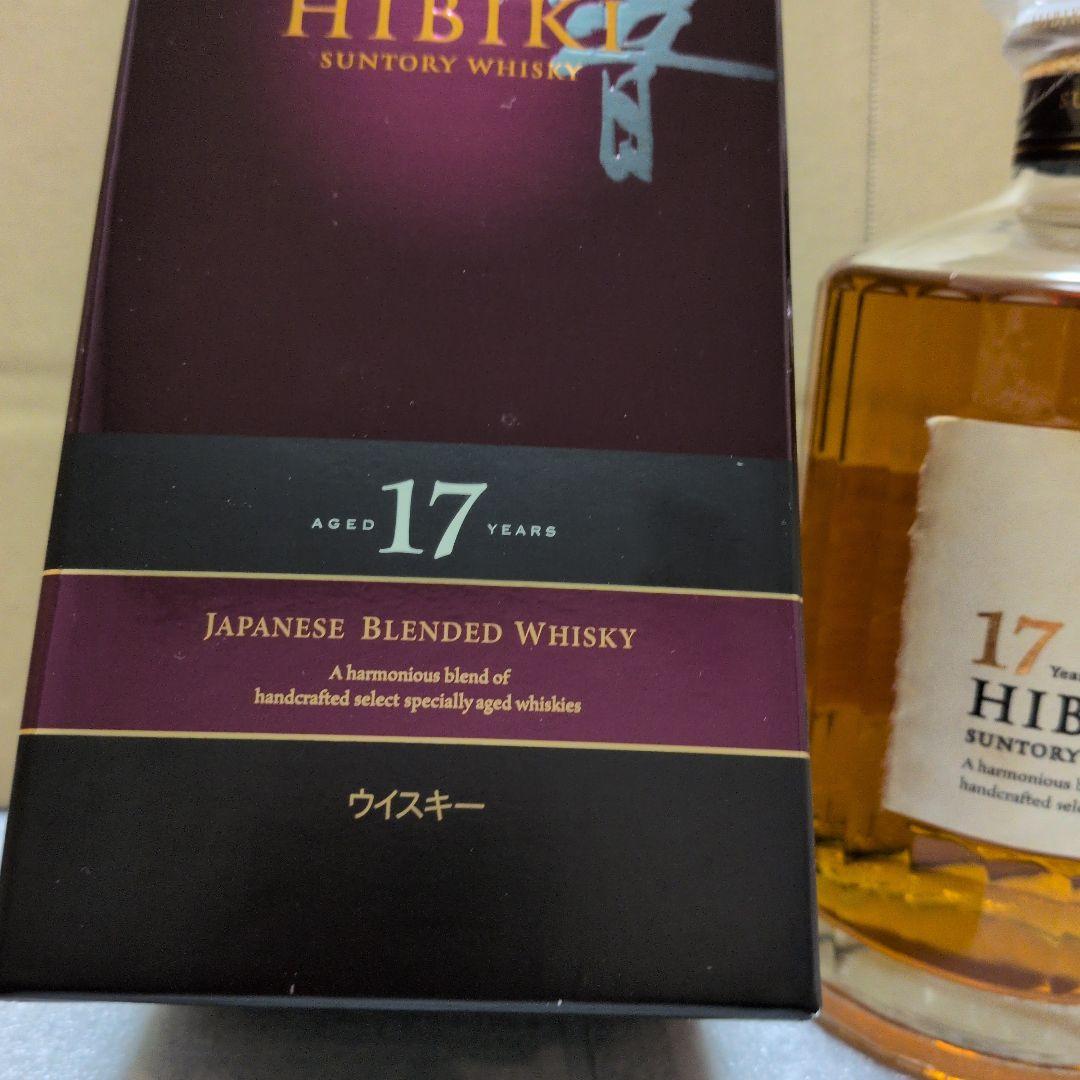 HIBIKI
SUNTORY WHISKY
響
AGED 17 YEARS
JAPANESE BLENDED WHISKY
A harmonious blend of
handcrafted select specially aged whiskies
ウイスキー
17
HIB
SUNTORY
A harmonious
handcrafted